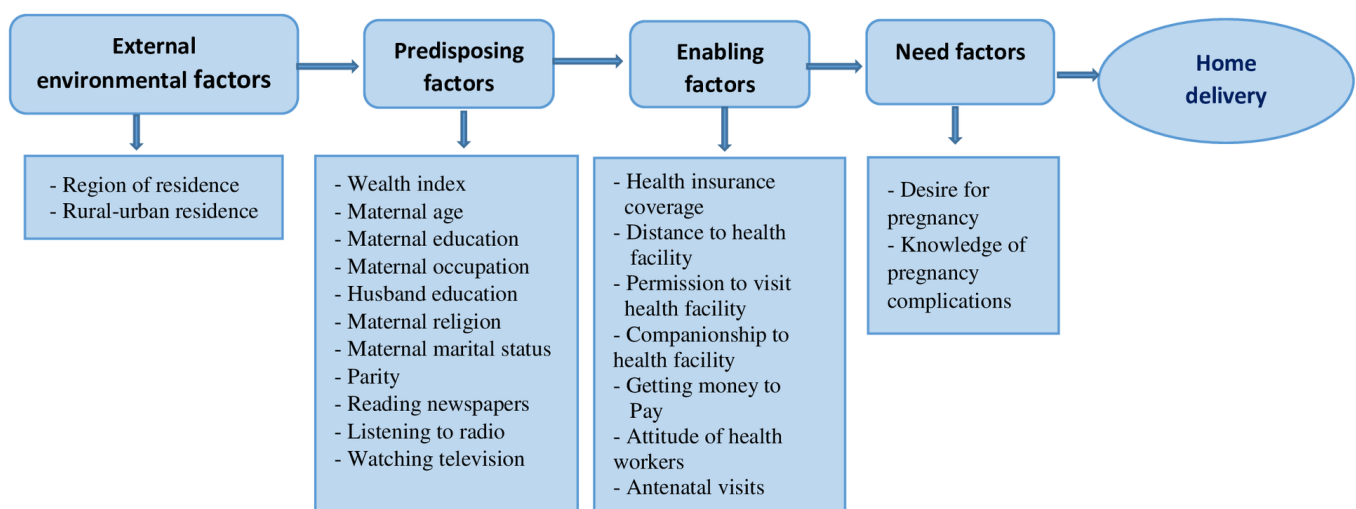 External
environmental factors
Predisposing
factors
Enabling
factors
Need factors
Home
delivery
- Region of residence
- Rural-urban residence
- Wealth index
- Maternal age
- Maternal education
- Maternal occupation
- Husband education
- Maternal religion
- Maternal marital status
- Parity
- Reading newspapers
- Listening to radio
- Watching television
- Health insurance
coverage
- Distance to health
facility
- Permission to visit
health facility
- Companionship to
health facility
- Getting money to
Pay
- Attitude of health
workers
- Antenatal visits
- Desire for
pregnancy
- Knowledge of
pregnancy
complications